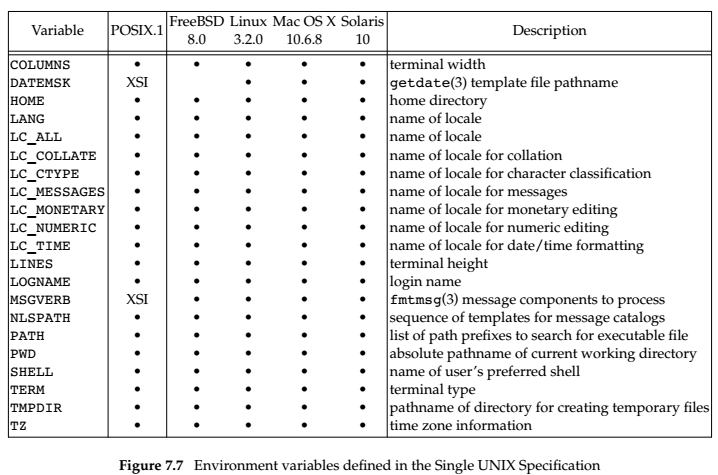 Variable POSIX.1 FreeBSD Linux Mac OS X Solaris Description
8.0 3.2.0 10.6.8 10
COLUMNS • • • • • terminal width
DATEMSK XSI • • • getdate(3) template file pathname
HOME • • • • • home directory
LANG • • • • • name of locale
LC_ALL • • • • • name of locale
LC_COLLATE • • • • • name of locale for collation
LC_CTYPE • • • • • name of locale for character classification
LC_MESSAGES • • • • • name of locale for messages
LC_MONETARY • • • • • name of locale for monetary editing
LC_NUMERIC • • • • • name of locale for numeric editing
LC_TIME • • • • • name of locale for date/time formatting
LINES • • • • • terminal height
LOGNAME • • • • • login name
MSGVERB XSI • • • • fmtmsg(3) message components to process
NLSPATH • • • • • sequence of templates for message catalogs
PATH • • • • • list of path prefixes to search for executable file
PWD • • • • • absolute pathname of current working directory
SHELL • • • • • name of user's preferred shell
TERM • • • • • terminal type
TMPDIR • • • • • pathname of directory for creating temporary files
TZ • • • • • time zone information
Figure 7.7 Environment variables defined in the Single UNIX Specification